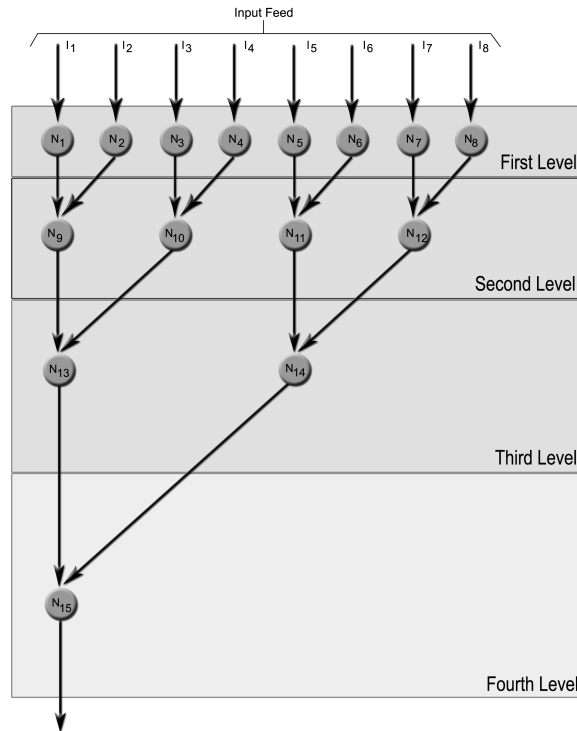 Input Feed
I1 I2 I3 I4 I5 I6 I7 I8
N1 N2 N3 N4 N5 N6 N7 N8
First Level
N9 N10 N11 N12
Second Level
N13 N14
Third Level
N15
Fourth Level